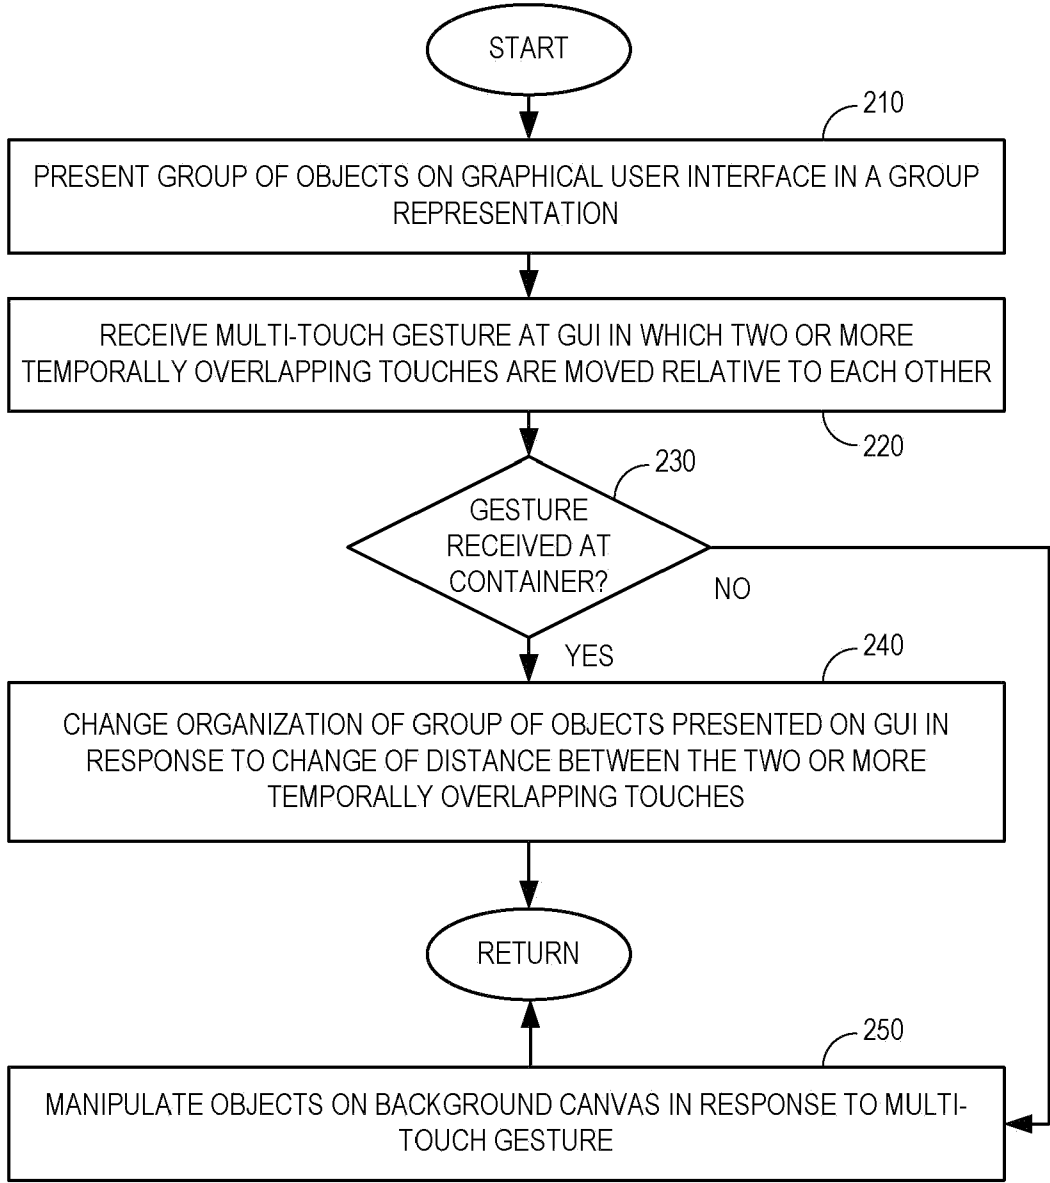 START
210
PRESENT GROUP OF OBJECTS ON GRAPHICAL USER INTERFACE IN A GROUP
REPRESENTATION
RECEIVE MULTI-TOUCH GESTURE AT GUI IN WHICH TWO OR MORE
TEMPORALLY OVERLAPPING TOUCHES ARE MOVED RELATIVE TO EACH OTHER
220
230
GESTURE
RECEIVED AT
CONTAINER?
NO
YES
240
CHANGE ORGANIZATION OF GROUP OF OBJECTS PRESENTED ON GUI IN
RESPONSE TO CHANGE OF DISTANCE BETWEEN THE TWO OR MORE
TEMPORALLY OVERLAPPING TOUCHES
RETURN
250
MANIPULATE OBJECTS ON BACKGROUND CANVAS IN RESPONSE TO MULTI-
TOUCH GESTURE